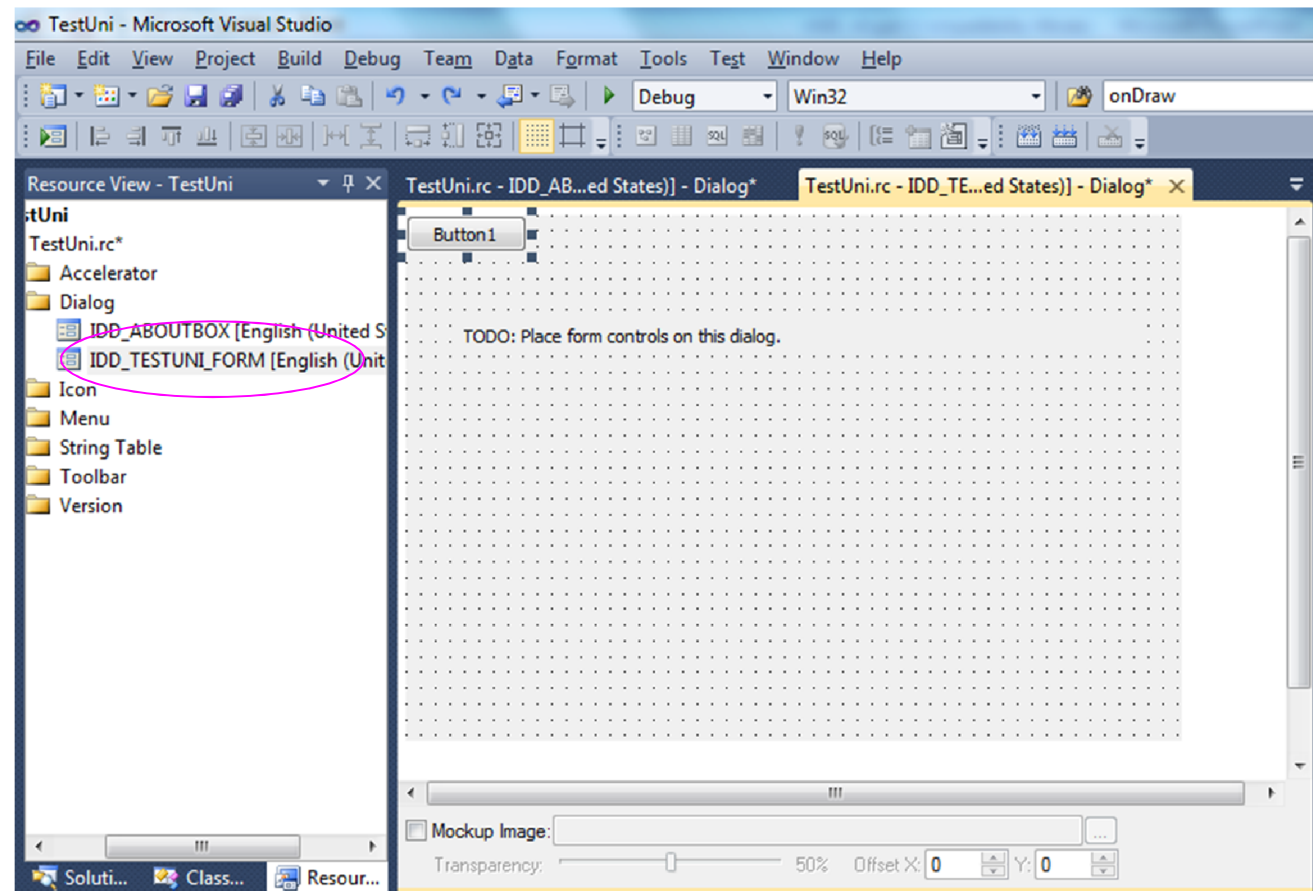 TestUni - Microsoft Visual Studio
File Edit View Project Build Debug Team Data Format Tools Test Window Help
Debug Win32 onDraw
Resource View - TestUni
TestUni.rc - IDD_AB...ed States)] - Dialog* TestUni.rc - IDD_TE...ed States)] - Dialog*
tUni
TestUni.rc*
Accelerator
Dialog
IDD_ABOUTBOX [English (United S
IDD_TESTUNI_FORM [English (Unit
Icon
Menu
String Table
Toolbar
Version
Button1
TODO: Place form controls on this dialog.
Mockup Image: ...
Transparency: 50% Offset X: 0 Y: 0
Soluti... Class... Resour...